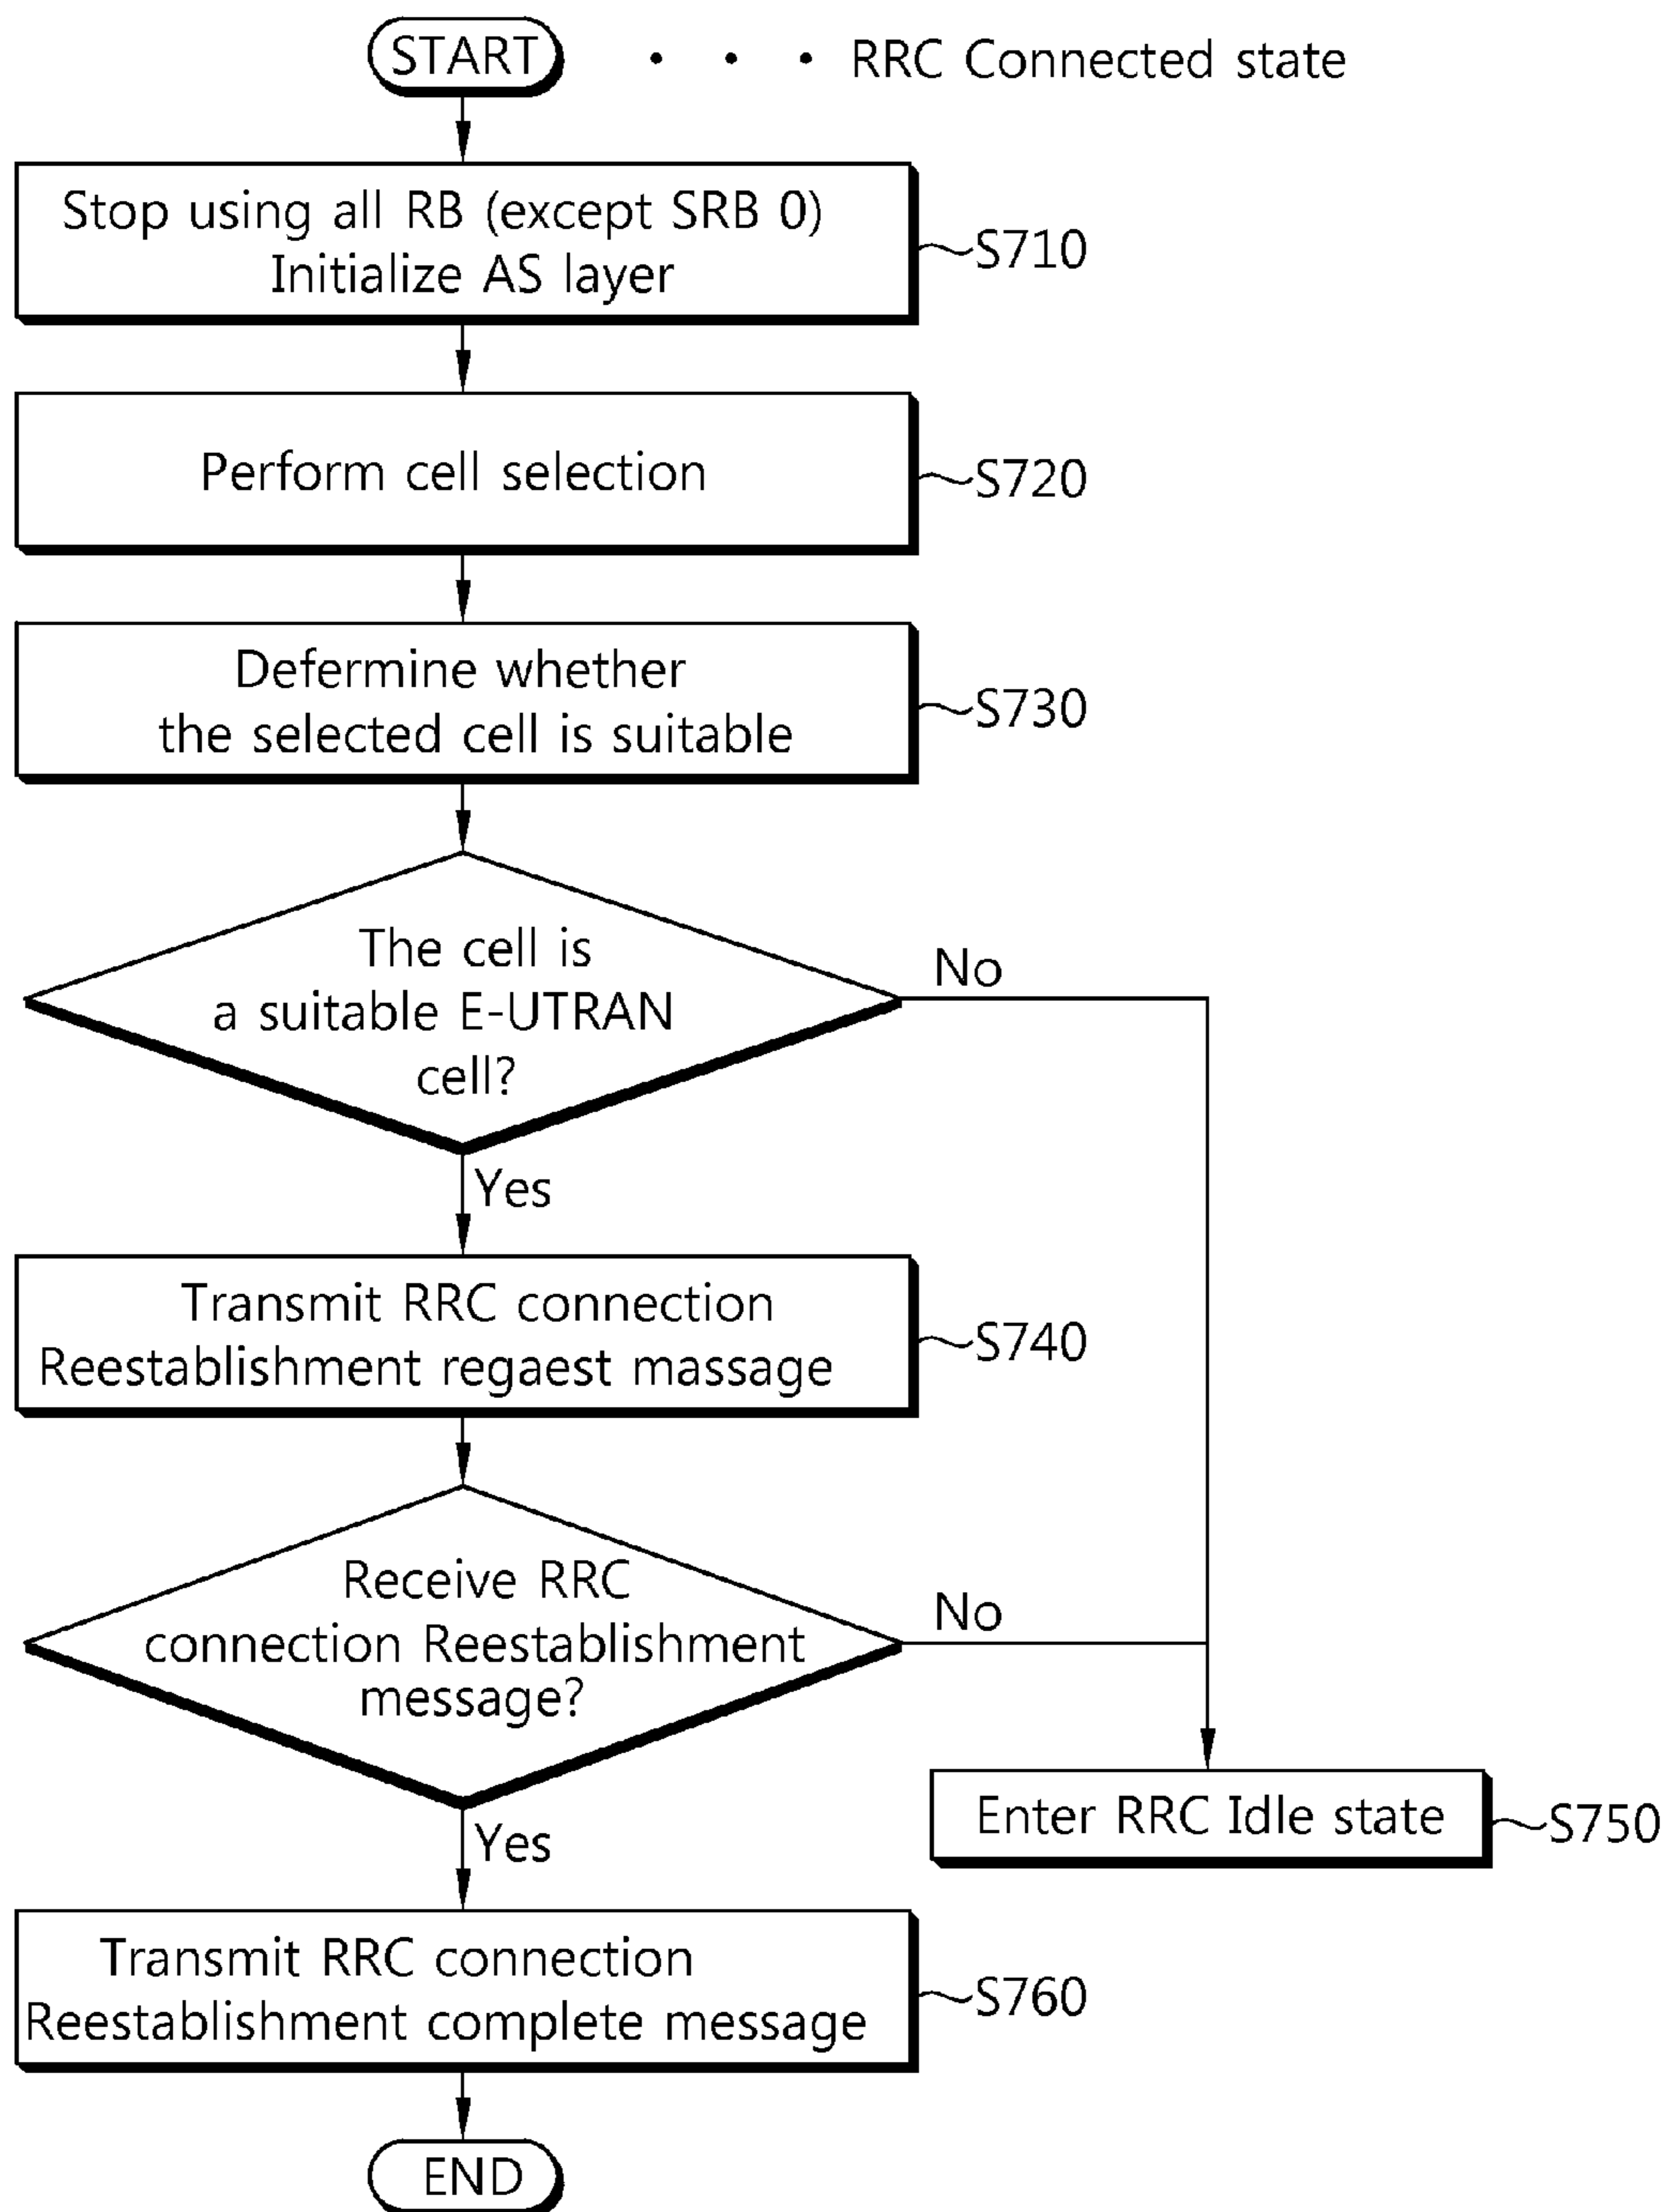 START
· · · RRC Connected state
Stop using all RB (except SRB 0)
Initialize AS layer
S710
Perform cell selection
S720
Defermine whether
the selected cell is suitable
S730
The cell is
a suitable E-UTRAN
cell?
No
Yes
Transmit RRC connection
Reestablishment regaest massage
S740
Receive RRC
connection Reestablishment
message?
No
Yes
Enter RRC Idle state
S750
Transmit RRC connection
Reestablishment complete message
S760
END